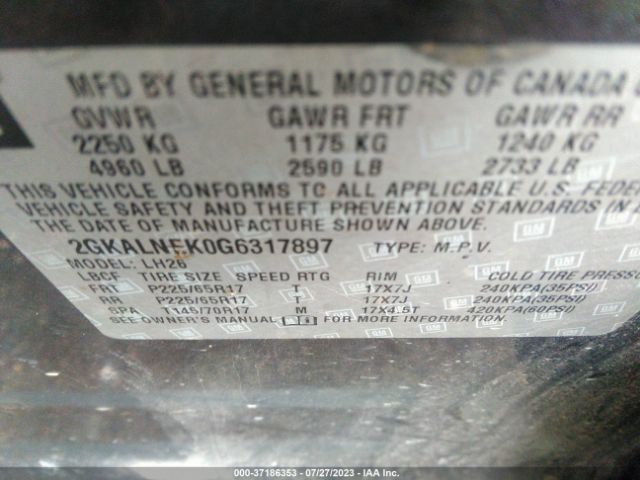 MFD BY GENERAL MOTORS OF CANADA
GVWR GAWR FRT GAWR RR
2250 KG 1175 KG 1240 KG
4960 LB 2590 LB 2733 LB
THIS VEHICLE CONFORMS TO ALL APPLICABLE U.S. FEDE
VEHICLE SAFETY AND THEFT PREVENTION STANDARDS IN
THE DATE OF MANUFACTURE SHOWN ABOVE.
2GKALNEK0G6317897 TYPE: M.P.V.
MODEL: LH26
LBCF TIRE SIZE SPEED RTG RIM COLD TIRE PRESSU
FRT P225/65R17 T 17X7J 240KPA(35PSI)
RR P225/65R17 T 17X7J 240KPA(35PSI)
SPA T145/70R17 M 17X4.5T 420KPA(60PSI)
SEE OWNER'S MANUAL FOR MORE INFORMATION.
000-37186353 - 07/27/2023 - IAA Inc.